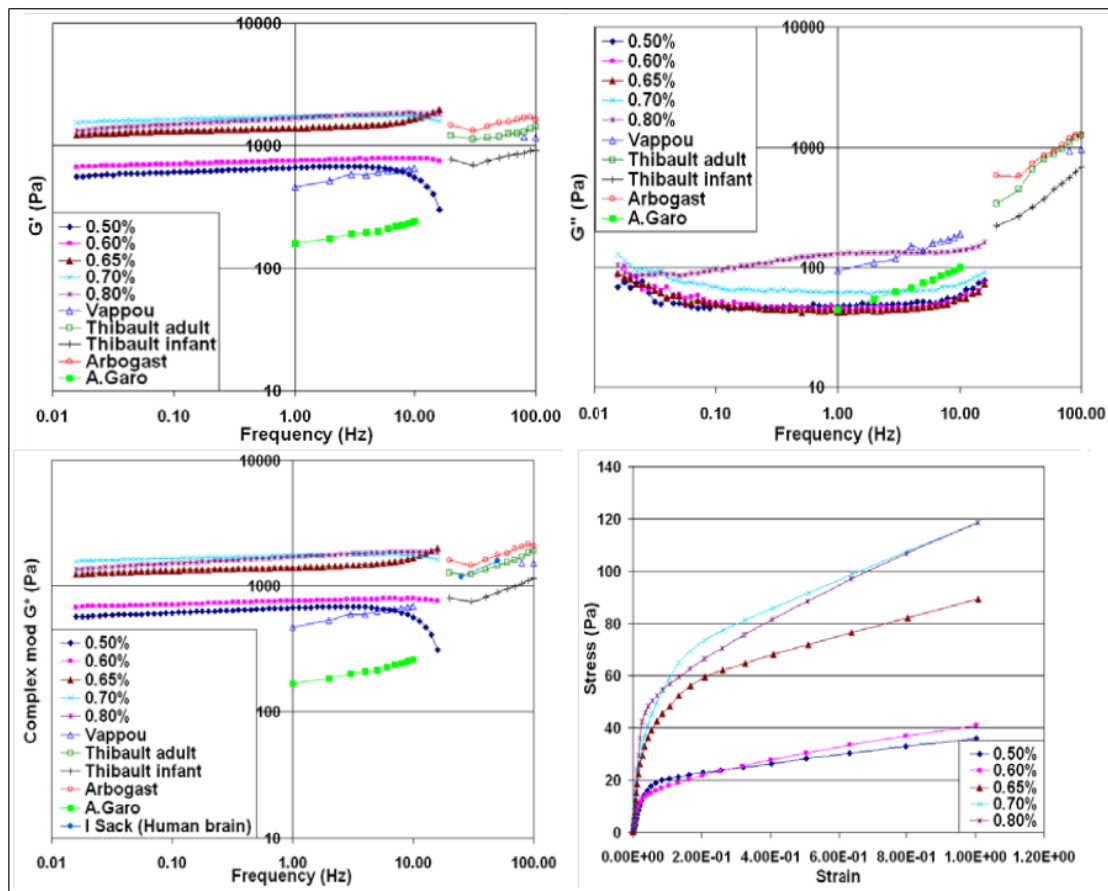 10000
1000
100
10
G' (Pa)
0.50%
0.60%
0.65%
0.70%
0.80%
Vappou
Thibault adult
Thibault infant
Arbogast
A.Garo
0.01 0.10 1.00 10.00 100.00
Frequency (Hz)
10000
1000
100
10
G" (Pa)
0.50%
0.60%
0.65%
0.70%
0.80%
Vappou
Thibault adult
Thibault infant
Arbogast
A.Garo
0.01 0.10 1.00 10.00 100.00
Frequency (Hz)
10000
1000
100
10
Complex mod G* (Pa)
0.50%
0.60%
0.65%
0.70%
0.80%
Vappou
Thibault adult
Thibault infant
Arbogast
A.Garo
I Sack (Human brain)
0.01 0.10 1.00 10.00 100.00
Frequency (Hz)
140
120
100
80
60
40
20
0
Stress (Pa)
0.50%
0.60%
0.65%
0.70%
0.80%
0.00E+00 2.00E-01 4.00E-01 6.00E-01 8.00E-01 1.00E+00 1.20E+00
Strain